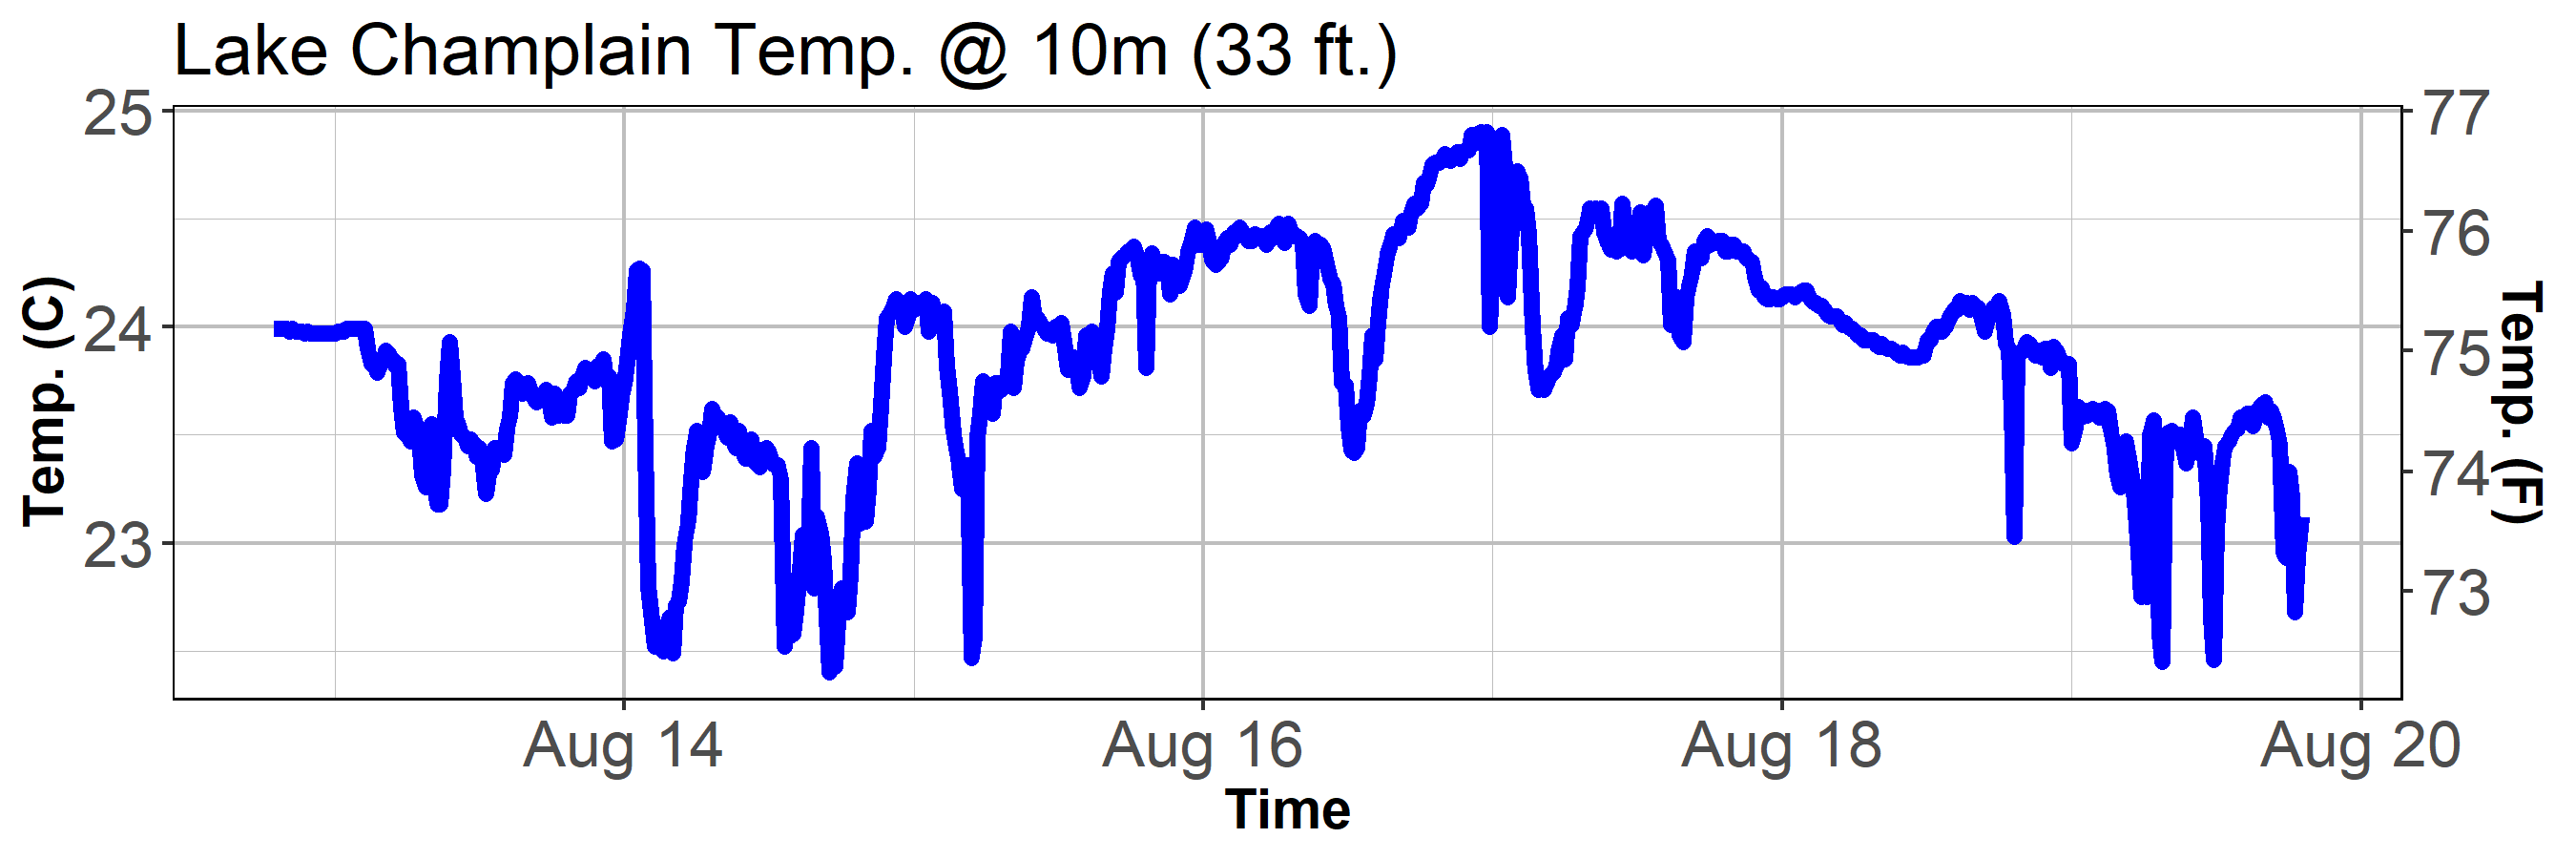 Lake Champlain Temp. @ 10m (33 ft.)
25
24
23
Temp. (C)
77
76
75
74
73
Temp. (F)
Aug 14
Aug 16
Aug 18
Aug 20
Time